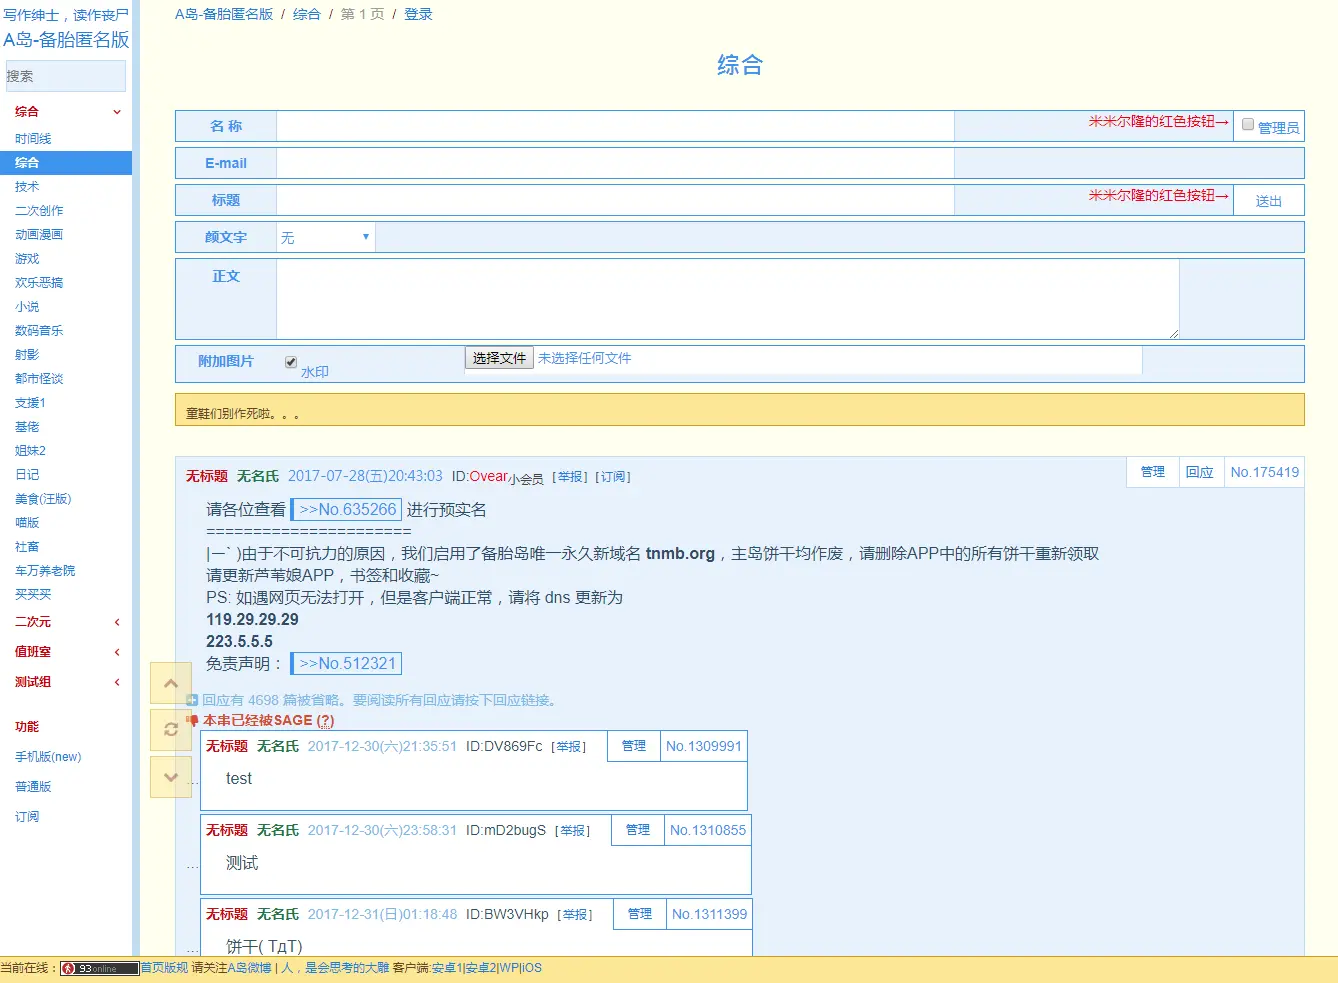 写作绅士，读作丧尸
A岛-备胎匿名版
搜索
综合
时间线
综合
技术
二次创作
动画漫画
游戏
欢乐恶搞
小说
数码音乐
射影
都市怪谈
支援1
基佬
姐妹2
日记
美食(汪版)
喵版
社畜
车万养老院
买买买
二次元
值班室
测试组
功能
手机版(new)
普通版
订阅
A岛-备胎匿名版 / 综合 / 第 1 页 / 登录
综合
名 称 米米尔隆的红色按钮→ 管理员
E-mail
标题 米米尔隆的红色按钮→ 送出
颜文字 无
正文
附加图片 水印 选择文件 未选择任何文件
童鞋们别作死啦。。。
无标题 无名氏 2017-07-28(五)20:43:03 ID:Ovear小会员 [举报] [订阅] 管理 回应 No.175419
请各位查看 >>No.635266 进行预实名
======================
|ー` )由于不可抗力的原因，我们启用了备胎岛唯一永久新域名 tnmb.org，主岛饼干均作废，请删除APP中的所有饼干重新领取
请更新芦苇娘APP，书签和收藏~
PS: 如遇网页无法打开，但是客户端正常，请将 dns 更新为
119.29.29.29
223.5.5.5
免责声明： >>No.512321
回应有 4698 篇被省略。要阅读所有回应请按下回应链接。
本串已经被SAGE (?)
无标题 无名氏 2017-12-30(六)21:35:51 ID:DV869Fc [举报] 管理 No.1309991
… test
无标题 无名氏 2017-12-30(六)23:58:31 ID:mD2bugS [举报] 管理 No.1310855
… 测试
无标题 无名氏 2017-12-31(日)01:18:48 ID:BW3VHkp [举报] 管理 No.1311399
… 饼干( TдT)
当前在线：93online首页版规 请关注A岛微博 | 人，是会思考的大雕 客户端:安卓1|安卓2|WP|iOS